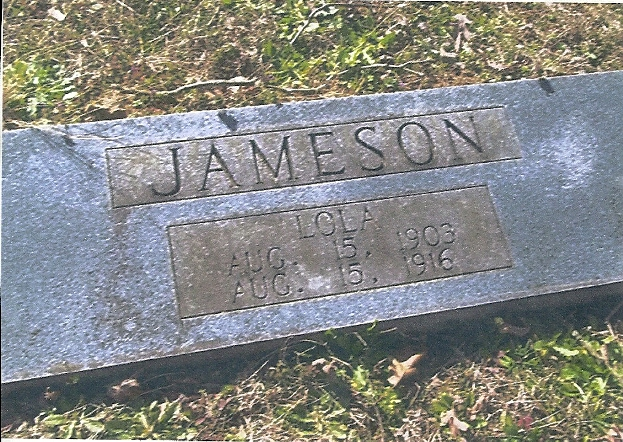 JAMESON
LOLA
AUG. 15, 1903
AUG. 15, 1916